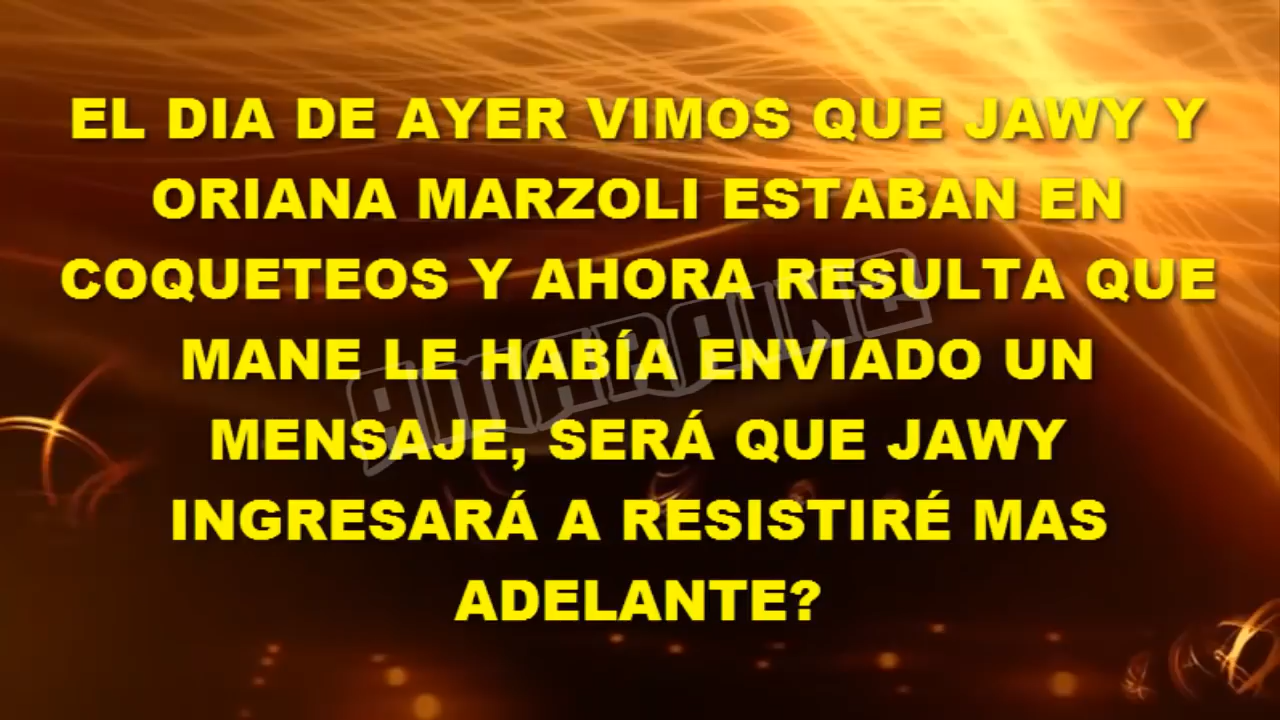 EL DIA DE AYER VIMOS QUE JAWY Y
ORIANA MARZOLI ESTABAN EN
COQUETEOS Y AHORA RESULTA QUE
MANE LE HABÍA ENVIADO UN
MENSAJE, SERÁ QUE JAWY
INGRESARÁ A RESISTIRÉ MAS
ADELANTE?